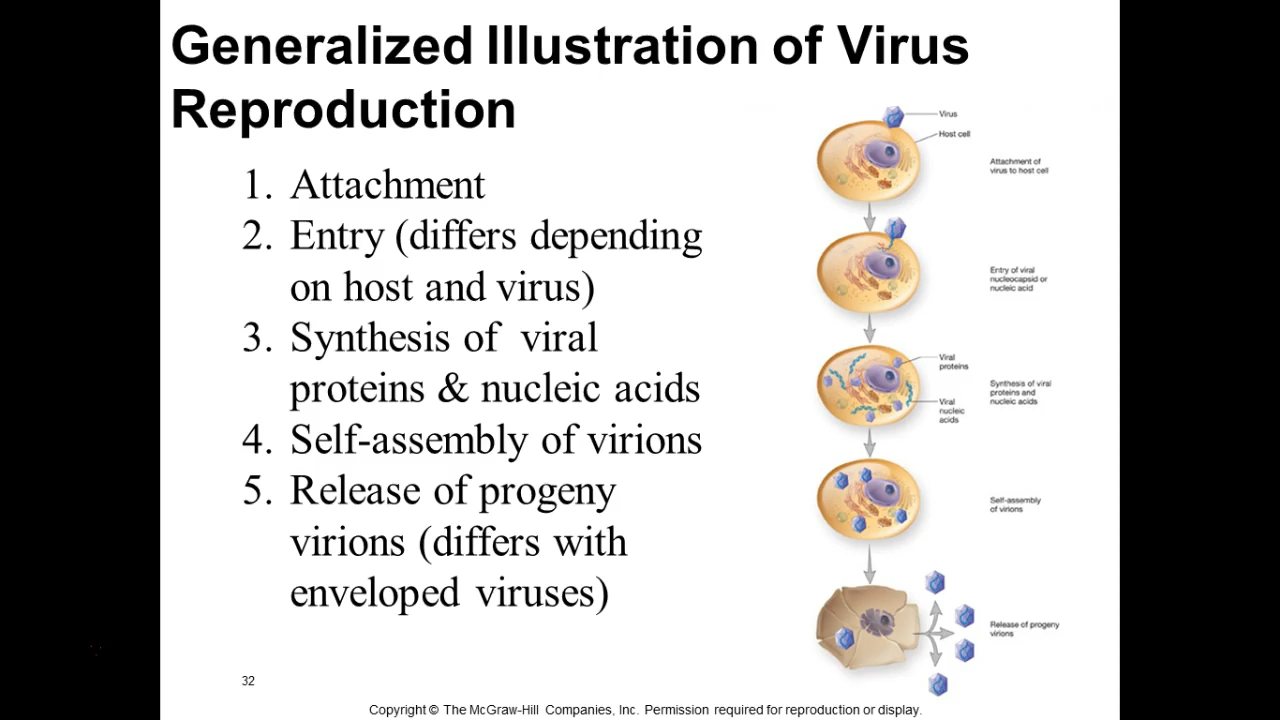 Generalized Illustration of Virus
Reproduction
1. Attachment
2. Entry (differs depending
on host and virus)
3. Synthesis of viral
proteins & nucleic acids
4. Self-assembly of virions
5. Release of progeny
virions (differs with
enveloped viruses)
Virus
Host cell
Attachment of
virus to host cell
Entry of viral
nucleocapsid or
nucleic acid
Viral
proteins
Viral
nucleic
acids
Synthesis of viral
proteins and
nucleic acids
Self-assembly
of virions
Release of progeny
virions
32
Copyright © The McGraw-Hill Companies, Inc. Permission required for reproduction or display.